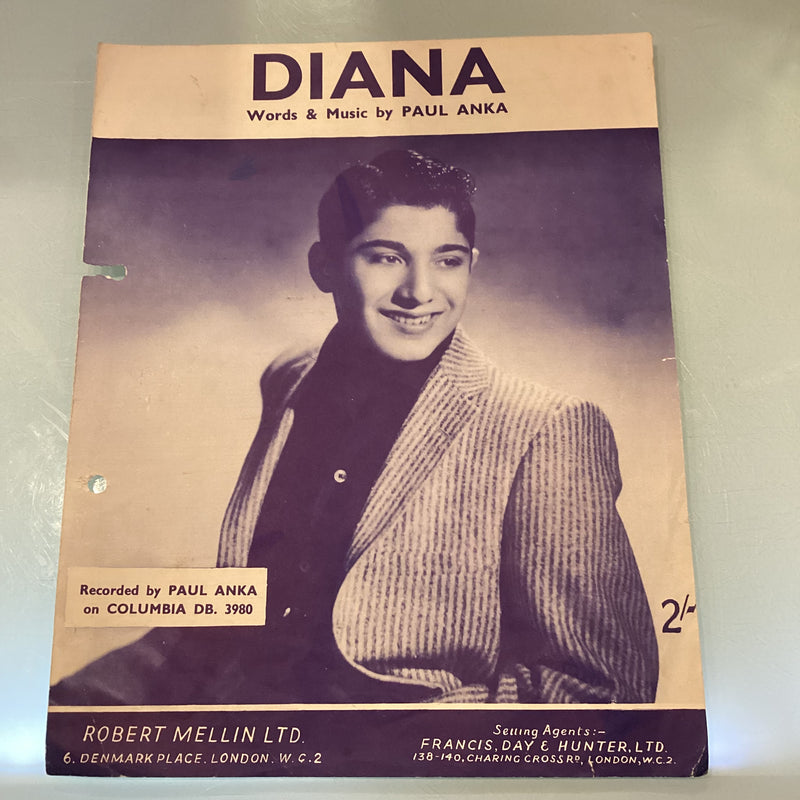 DIANA
Words & Music by PAUL ANKA
Recorded by PAUL ANKA
on COLUMBIA DB. 3980
2/-
ROBERT MELLIN LTD.
6. DENMARK PLACE. LONDON. W.C.2
Selling Agents:-
FRANCIS, DAY & HUNTER, LTD.
138-140, CHARING CROSS RD, LONDON, W.C.2.